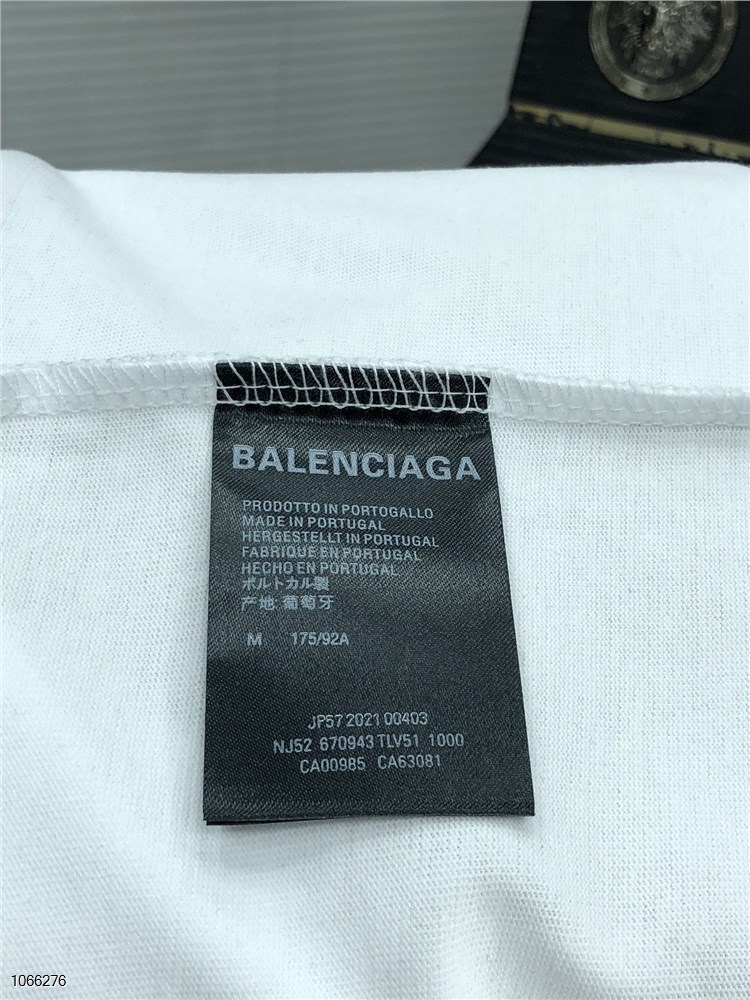 BALENCIAGA
PRODOTTO IN PORTOGALLO
MADE IN PORTUGAL
HERGESTELLT IN PORTUGAL
FABRIQUE EN PORTUGAL
HECHO EN PORTUGAL
ポルトカル製
产地: 葡萄牙
M 175/92A
JP57 2021 00403
NJ52 670943 TLV51 1000
CA00985 CA63081
1066276